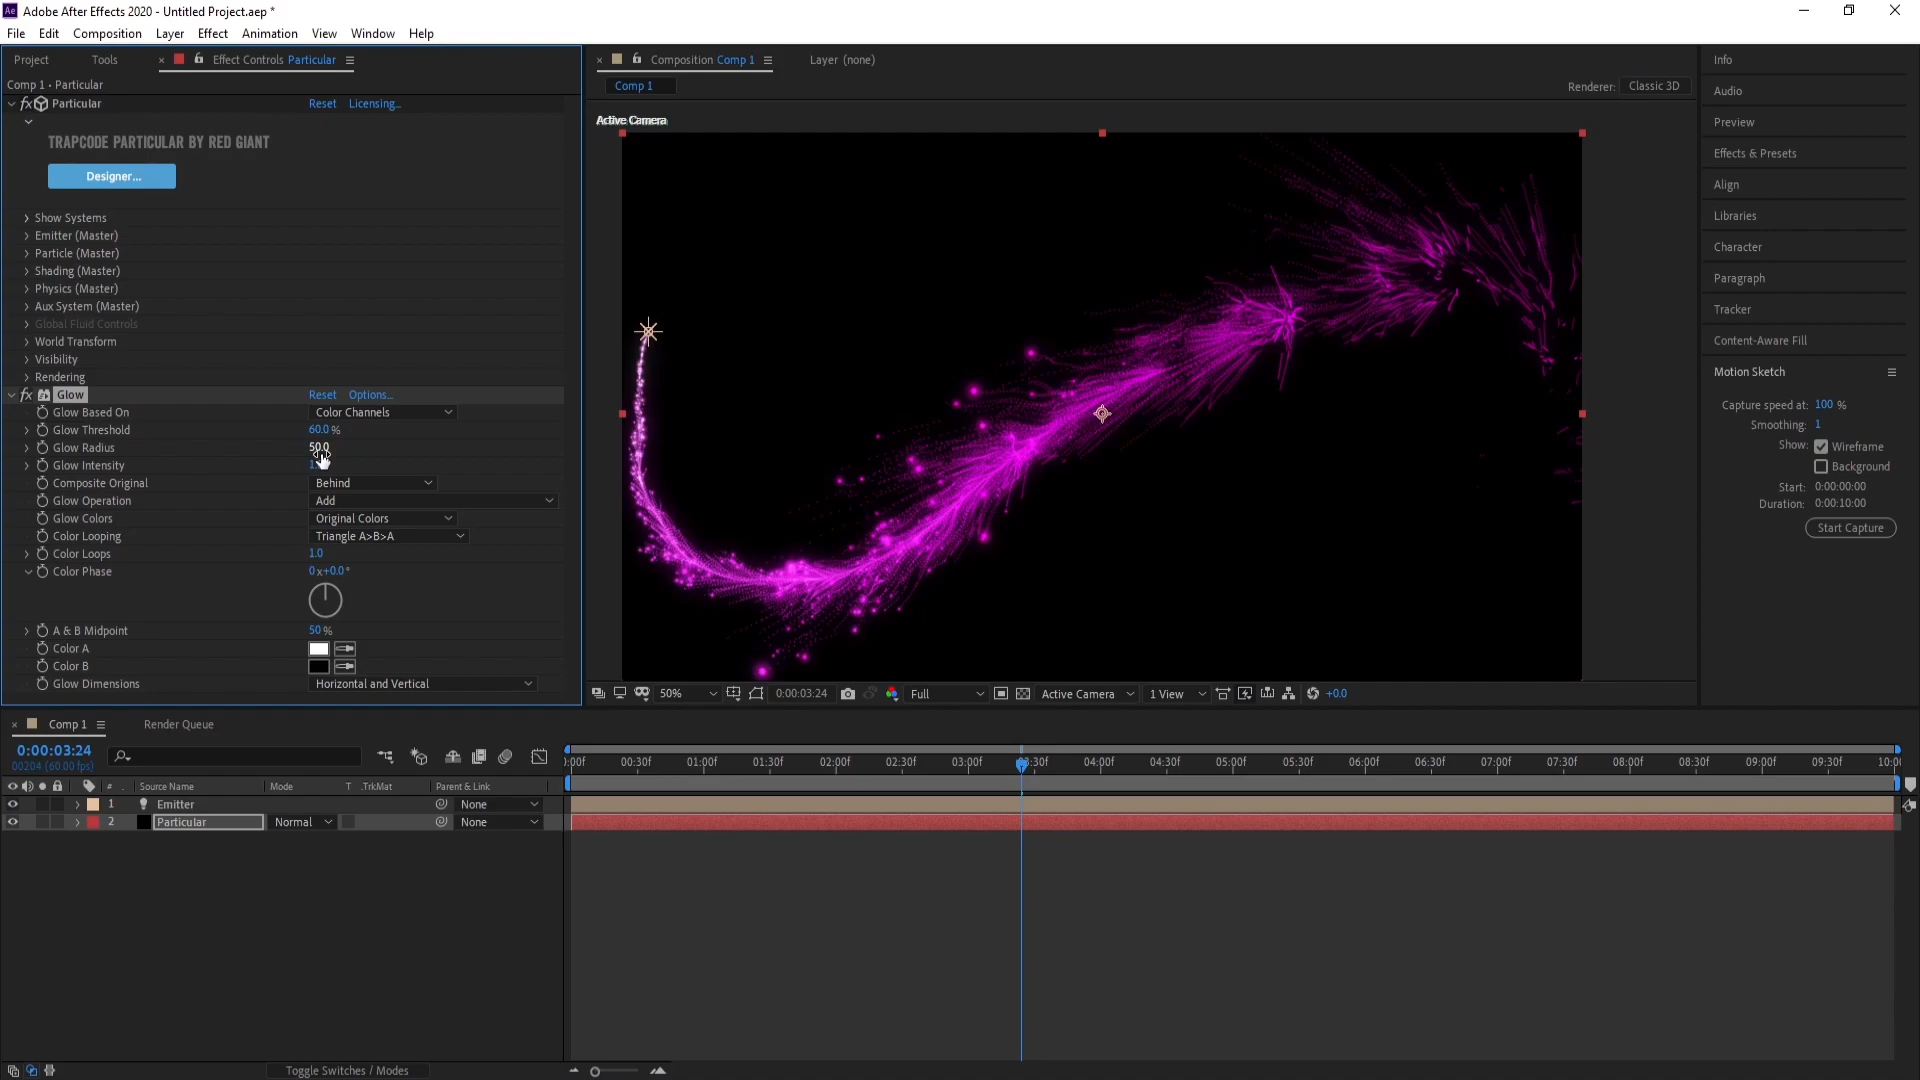 Ae Adobe After Effects 2020 - Untitled Project.aep *
File Edit Composition Layer Effect Animation View Window Help
Project Tools × Effect Controls Particular
Comp 1 • Particular
fx Particular Reset Licensing...
TRAPCODE PARTICULAR BY RED GIANT
Designer...
Show Systems
Emitter (Master)
Particle (Master)
Shading (Master)
Physics (Master)
Aux System (Master)
Global Fluid Controls
World Transform
Visibility
Rendering
fx Glow Reset Options...
Glow Based On Color Channels
Glow Threshold 60.0 %
Glow Radius 50.0
Glow Intensity
Composite Original Behind
Glow Operation Add
Glow Colors Original Colors
Color Looping Triangle A>B>A
Color Loops 1.0
Color Phase 0x+0.0°
A & B Midpoint 50 %
Color A
Color B
Glow Dimensions Horizontal and Vertical
× Composition Comp 1 Layer (none)
Comp 1 Renderer: Classic 3D
Active Camera
50% 0:00:03:24 Full Active Camera 1 View +0.0
Info
Audio
Preview
Effects & Presets
Align
Libraries
Character
Paragraph
Tracker
Content-Aware Fill
Motion Sketch
Capture speed at: 100 %
Smoothing: 1
Show: Wireframe
Background
Start: 0:00:00:00
Duration: 0:00:10:00
Start Capture
× Comp 1 Render Queue
0:00:03:24
00204 (60.00 fps)
):00f 00:30f 01:00f 01:30f 02:00f 02:30f 03:00f 03:30f 04:00f 04:30f 05:00f 05:30f 06:00f 06:30f 07:00f 07:30f 08:00f 08:30f 09:00f 09:30f 10:00
# Source Name Mode T .TrkMat Parent & Link
1 Emitter None
2 Particular Normal None
Toggle Switches / Modes